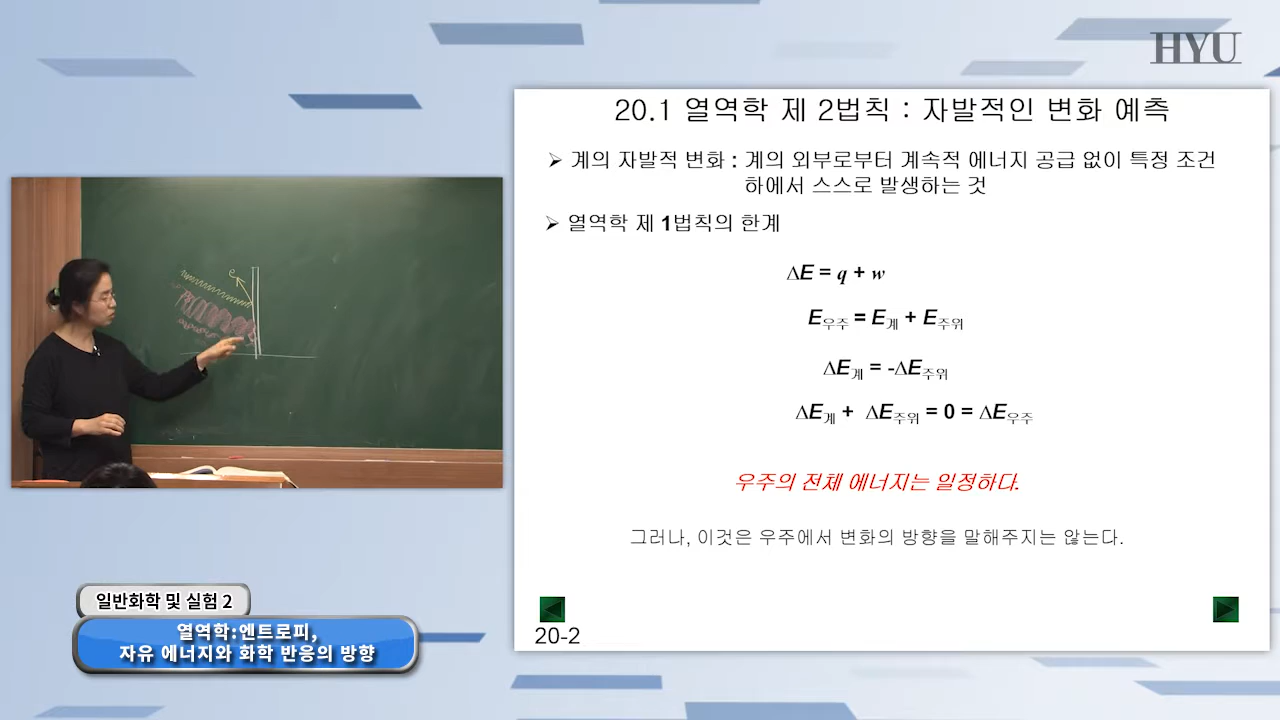 HYU
20.1 열역학 제 2법칙 : 자발적인 변화 예측
➢ 계의 자발적 변화 : 계의 외부로부터 계속적 에너지 공급 없이 특정 조건
하에서 스스로 발생하는 것
➢ 열역학 제 1법칙의 한계
∆E = q + w
E우주 = E계 + E주위
∆E계 = -∆E주위
∆E계 + ∆E주위 = 0 = ∆E우주
우주의 전체 에너지는 일정하다.
그러나, 이것은 우주에서 변화의 방향을 말해주지는 않는다.
20-2
e
일반화학 및 실험 2
열역학:엔트로피,
자유 에너지와 화학 반응의 방향